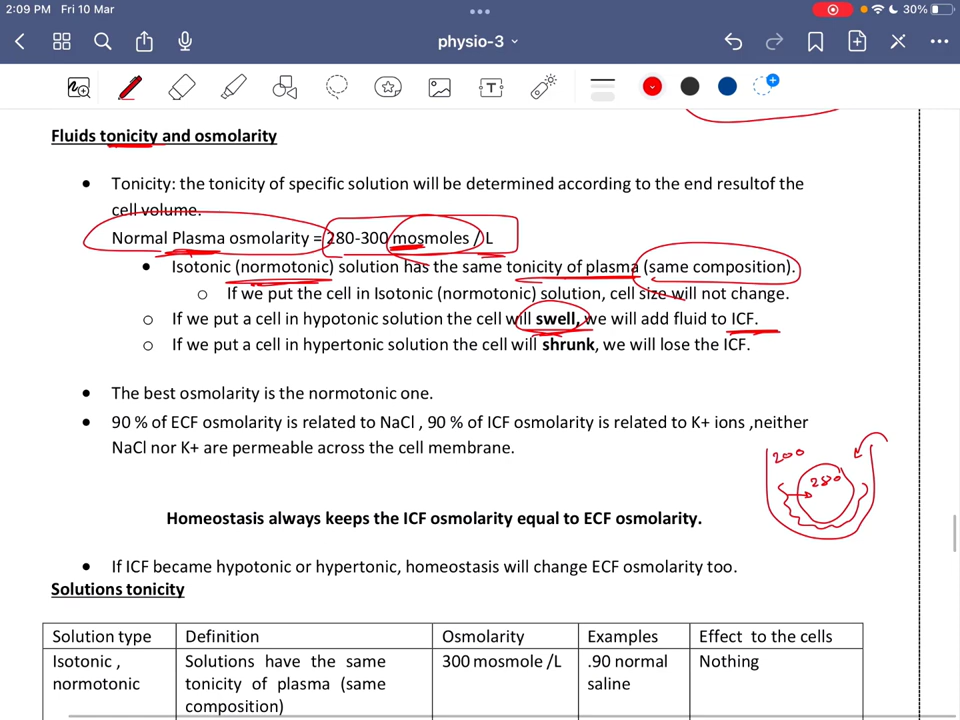 2:09 PM Fri 10 Mar
30%
physio-3
Fluids tonicity and osmolarity
Tonicity: the tonicity of specific solution will be determined according to the end resultof the
cell volume.
Normal Plasma osmolarity = 280-300 mosmoles / L
Isotonic (normotonic) solution has the same tonicity of plasma (same composition).
If we put the cell in Isotonic (normotonic) solution, cell size will not change.
If we put a cell in hypotonic solution the cell will swell, we will add fluid to ICF.
If we put a cell in hypertonic solution the cell will shrunk, we will lose the ICF.
The best osmolarity is the normotonic one.
90 % of ECF osmolarity is related to NaCl , 90 % of ICF osmolarity is related to K+ ions ,neither
NaCl nor K+ are permeable across the cell membrane.
200
280
Homeostasis always keeps the ICF osmolarity equal to ECF osmolarity.
If ICF became hypotonic or hypertonic, homeostasis will change ECF osmolarity too.
Solutions tonicity
Solution type Definition Osmolarity Examples Effect to the cells
Isotonic , Solutions have the same 300 mosmole /L .90 normal Nothing
normotonic tonicity of plasma (same saline
composition)